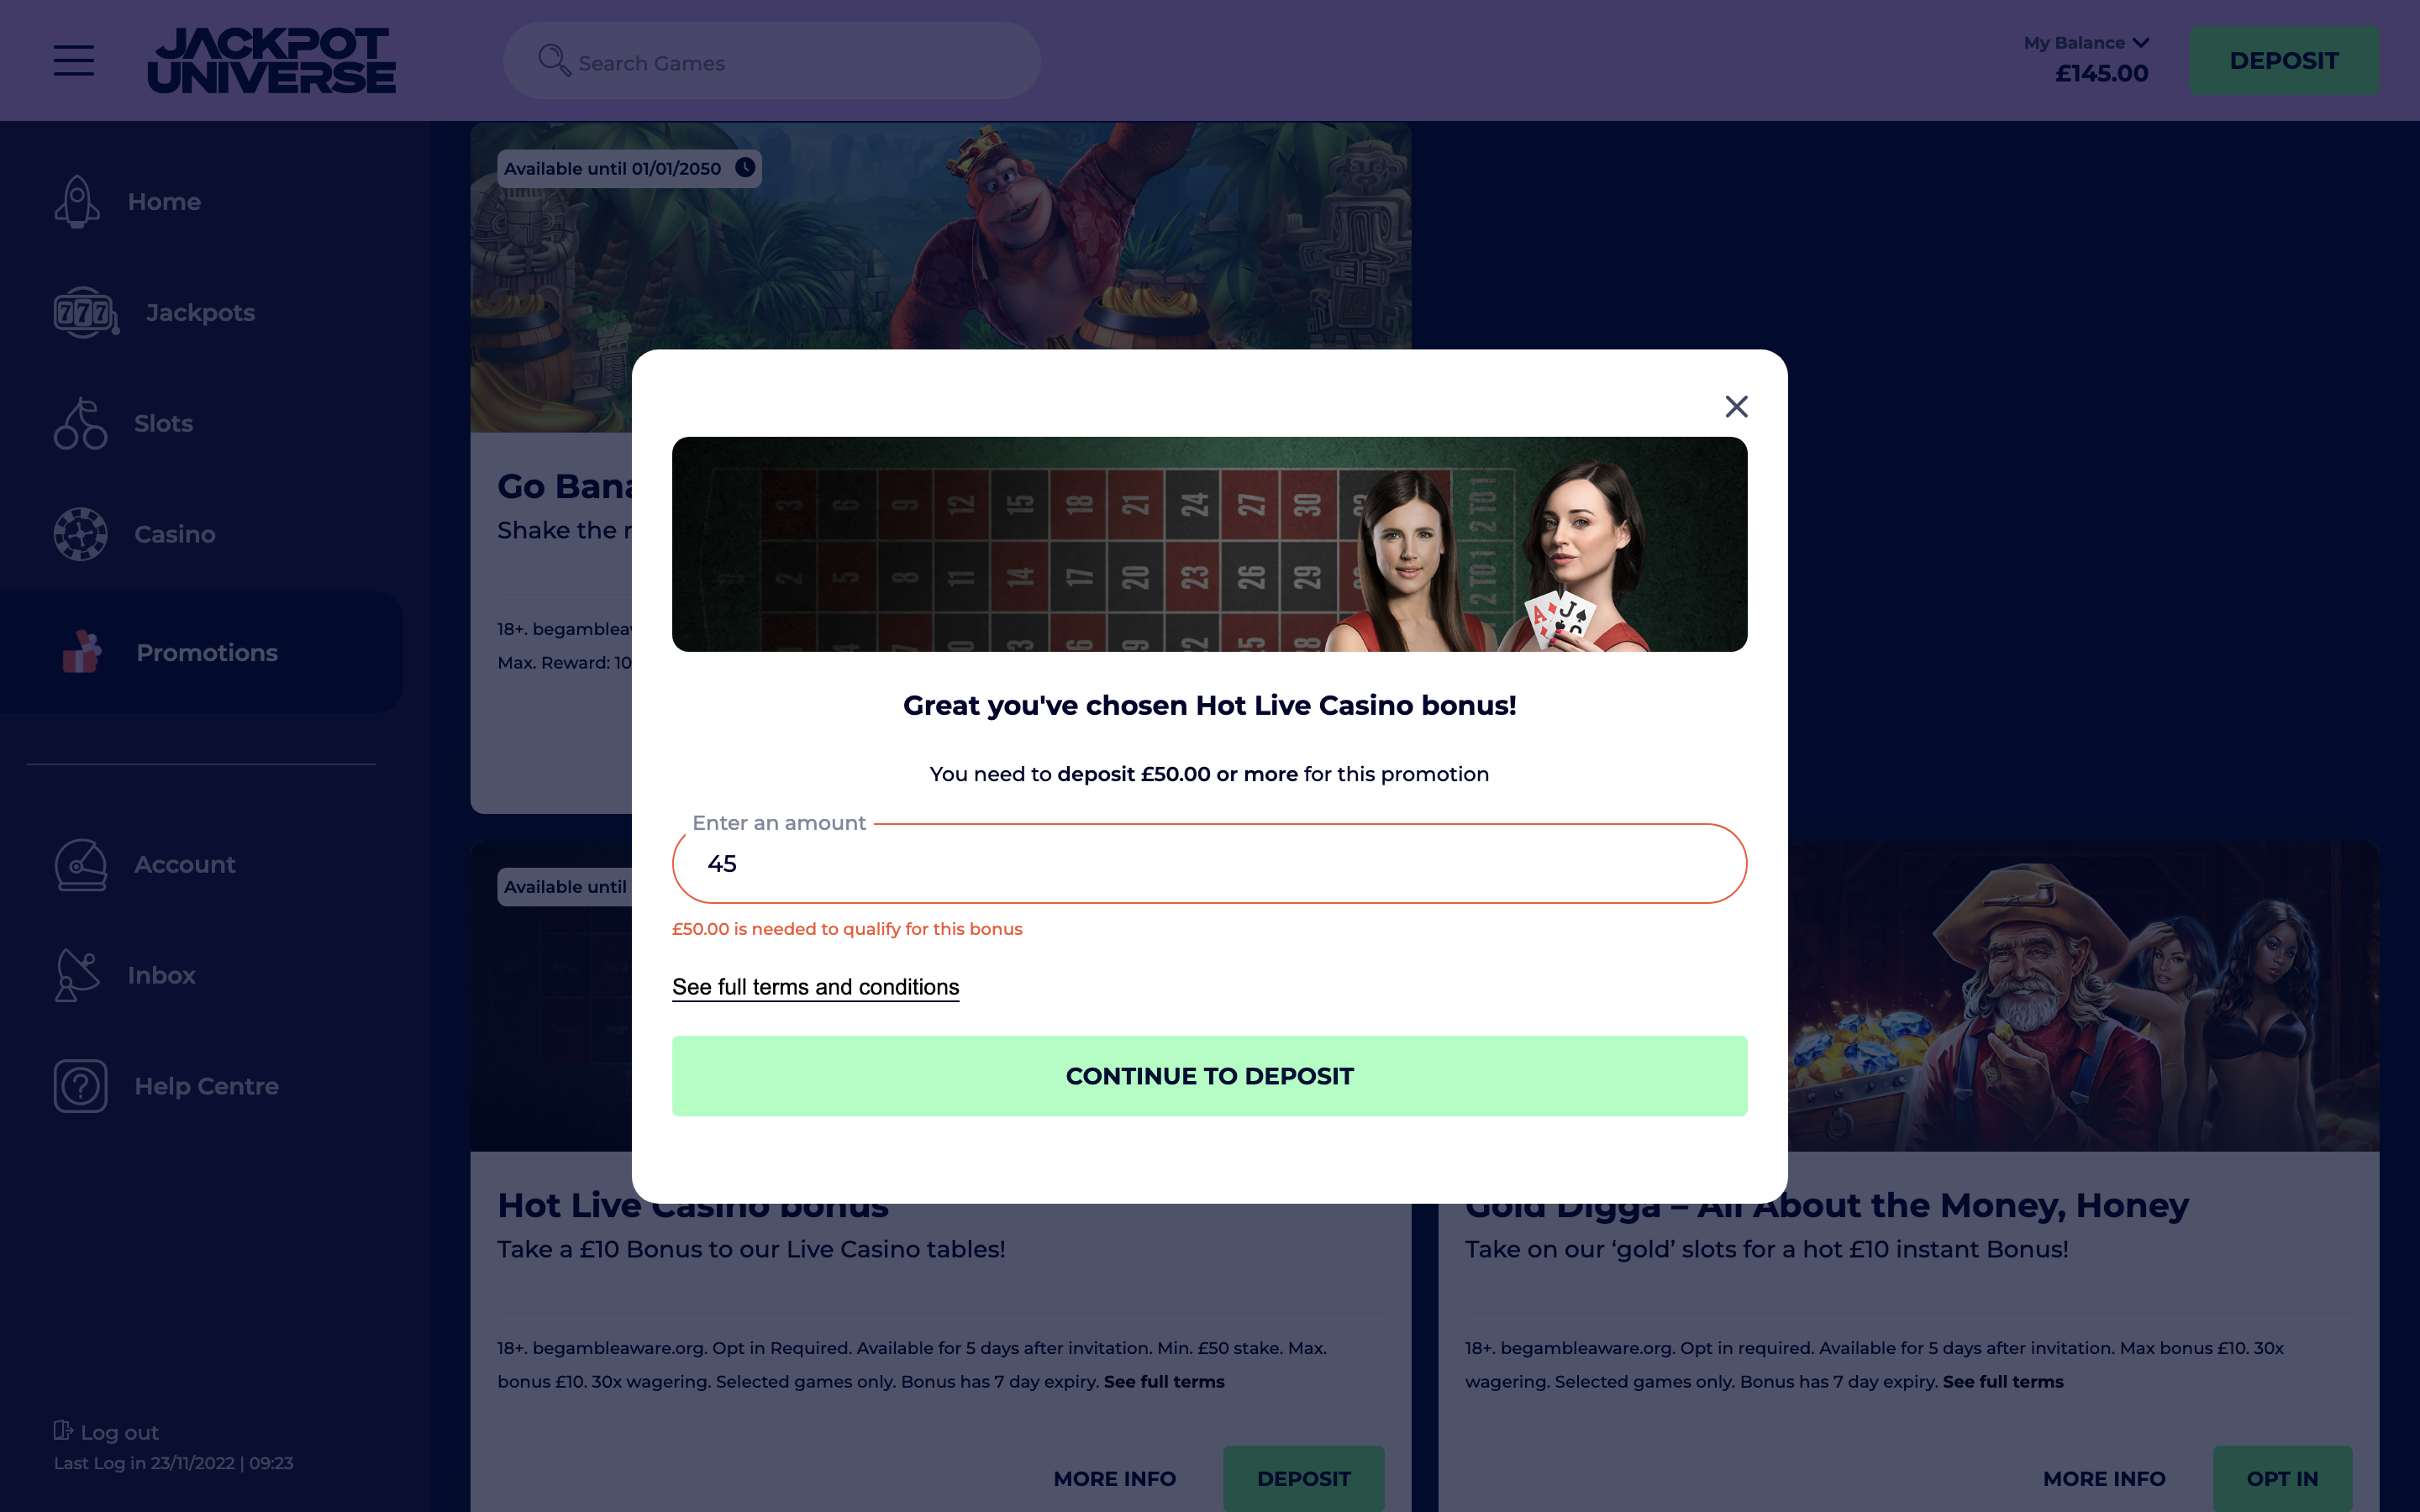 JACKPOT
UNIVERSE
Search Games
My Balance
£145.00
DEPOSIT
Home
Jackpots
Slots
Casino
Promotions
Account
Inbox
Help Centre
Log out
Last Log in 23/11/2022 | 09:23
Available until 01/01/2050
Go Bana
Shake the
18+. begambleaw
Max. Reward: 10
Great you've chosen Hot Live Casino bonus!
You need to deposit £50.00 or more for this promotion
Enter an amount
45
£50.00 is needed to qualify for this bonus
See full terms and conditions
CONTINUE TO DEPOSIT
Available until
Hot Live Casino bonus
Take a £10 Bonus to our Live Casino tables!
18+. begambleaware.org. Opt in Required. Available for 5 days after invitation. Min. £50 stake. Max.
bonus £10. 30x wagering. Selected games only. Bonus has 7 day expiry. See full terms
MORE INFO
DEPOSIT
Gold Digga – All About the Money, Honey
Take on our ‘gold’ slots for a hot £10 instant Bonus!
18+. begambleaware.org. Opt in required. Available for 5 days after invitation. Max bonus £10. 30x
wagering. Selected games only. Bonus has 7 day expiry. See full terms
MORE INFO
OPT IN